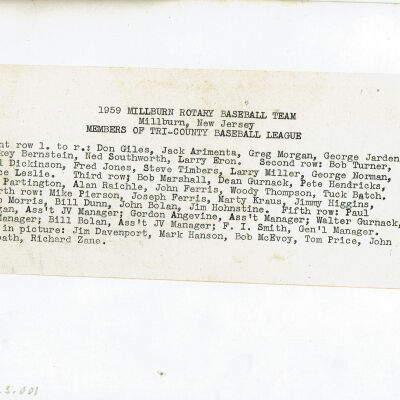 1959 MILLBURN ROTARY BASEBALL TEAM
Millburn, New Jersey
MEMBERS OF TRI-COUNTY BASEBALL LEAGUE
nt row l. to r.; Don Giles, Jack Arimenta, Greg Morgan, George Jarden
key Bernstein, Ned Southworth, Larry Eron. Second row: Bob Turner,
l Dickinson, Fred Jones, Steve Timbers, Larry Miller, George Norman,
ce Leslie. Third row; Bob Marshall, Dean Gurnack, Pete Hendricks,
Partington, Alan Raichle, John Ferris, Woody Thompson, Tuck Batch.
rth row: Mike Pierson, Joseph Ferris, Marty Kraus, Jimmy Higgins,
b Morris, Bill Dunn, John Bolan, Jim Hohnstine. Fifth row: Paul
gan, Ass't JV Manager; Gordon Angevine, Ass't Manager; Walter Gurnack,
Manager; Bill Bolan, Ass't JV Manager; F. I. Smith, Gen'l Manager.
in picture: Jim Davenport, Mark Hanson, Bob McEvoy, Tom Price, John
oath, Richard Zane.